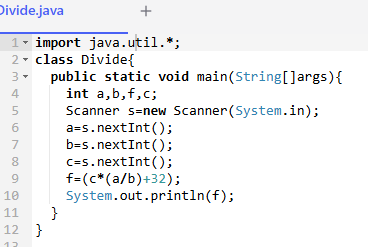 Divide.java +
1 import java.util.*;
2 class Divide{
3 public static void main(String[]args){
4 int a,b,f,c;
5 Scanner s=new Scanner(System.in);
6 a=s.nextInt();
7 b=s.nextInt();
8 c=s.nextInt();
9 f=(c*(a/b)+32);
10 System.out.println(f);
11 }
12 }